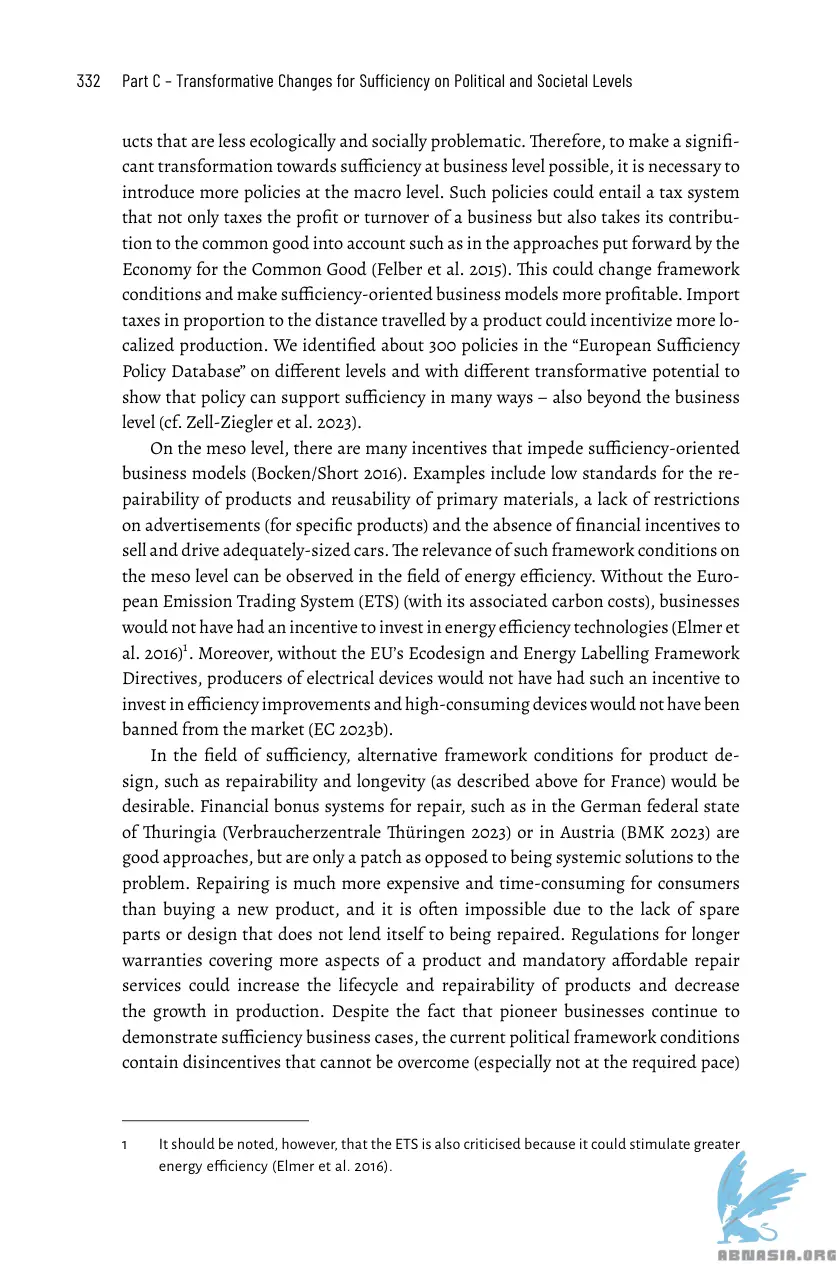 332 Part C – Transformative Changes for Sufficiency on Political and Societal Levels
ucts that are less ecologically and socially problematic. Therefore, to make a signifi-
cant transformation towards sufficiency at business level possible, it is necessary to
introduce more policies at the macro level. Such policies could entail a tax system
that not only taxes the profit or turnover of a business but also takes its contribu-
tion to the common good into account such as in the approaches put forward by the
Economy for the Common Good (Felber et al. 2015). This could change framework
conditions and make sufficiency-oriented business models more profitable. Import
taxes in proportion to the distance travelled by a product could incentivize more lo-
calized production. We identified about 300 policies in the “European Sufficiency
Policy Database” on different levels and with different transformative potential to
show that policy can support sufficiency in many ways – also beyond the business
level (cf. Zell-Ziegler et al. 2023).
On the meso level, there are many incentives that impede sufficiency-oriented
business models (Bocken/Short 2016). Examples include low standards for the re-
pairability of products and reusability of primary materials, a lack of restrictions
on advertisements (for specific products) and the absence of financial incentives to
sell and drive adequately-sized cars. The relevance of such framework conditions on
the meso level can be observed in the field of energy efficiency. Without the Euro-
pean Emission Trading System (ETS) (with its associated carbon costs), businesses
would not have had an incentive to invest in energy efficiency technologies (Elmer et
al. 2016)¹. Moreover, without the EU’s Ecodesign and Energy Labelling Framework
Directives, producers of electrical devices would not have had such an incentive to
invest in efficiency improvements and high-consuming devices would not have been
banned from the market (EC 2023b).
In the field of sufficiency, alternative framework conditions for product de-
sign, such as repairability and longevity (as described above for France) would be
desirable. Financial bonus systems for repair, such as in the German federal state
of Thuringia (Verbraucherzentrale Thüringen 2023) or in Austria (BMK 2023) are
good approaches, but are only a patch as opposed to being systemic solutions to the
problem. Repairing is much more expensive and time-consuming for consumers
than buying a new product, and it is often impossible due to the lack of spare
parts or design that does not lend itself to being repaired. Regulations for longer
warranties covering more aspects of a product and mandatory affordable repair
services could increase the lifecycle and repairability of products and decrease
the growth in production. Despite the fact that pioneer businesses continue to
demonstrate sufficiency business cases, the current political framework conditions
contain disincentives that cannot be overcome (especially not at the required pace)
1 It should be noted, however, that the ETS is also criticised because it could stimulate greater
energy efficiency (Elmer et al. 2016).
ABNASIA.ORG